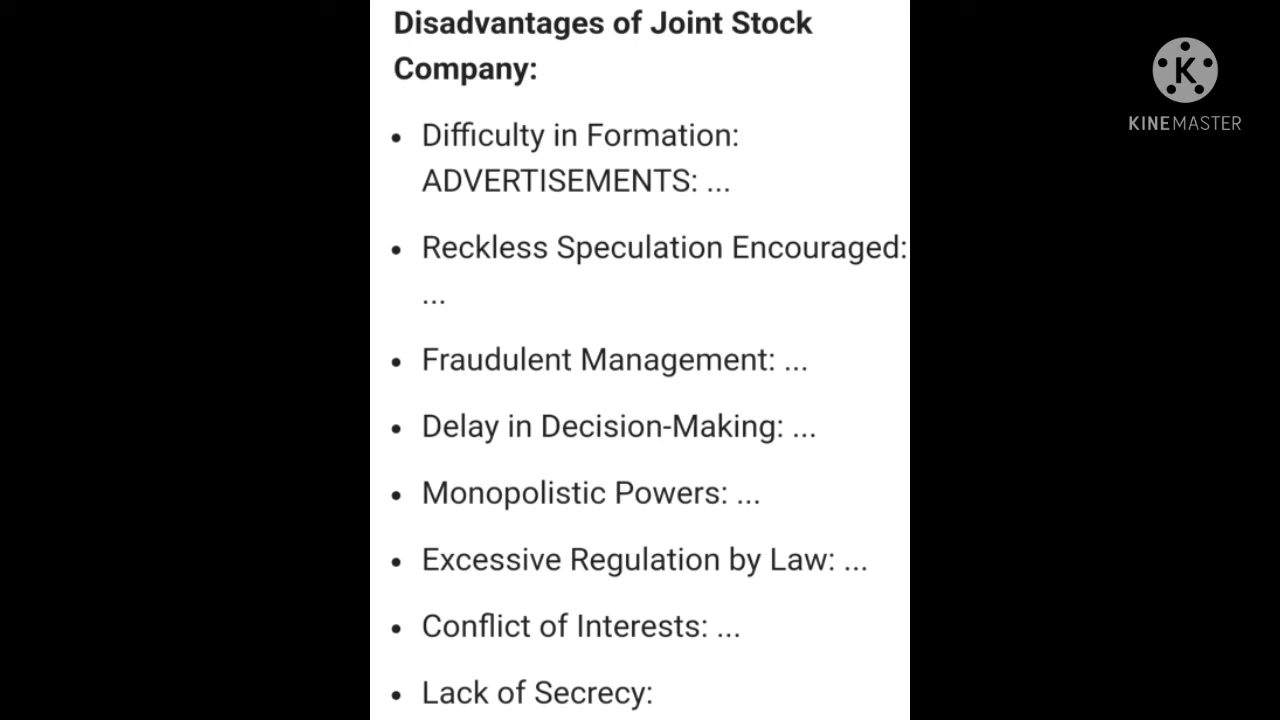 Disadvantages of Joint Stock
Company:
• Difficulty in Formation:
ADVERTISEMENTS: ...
• Reckless Speculation Encouraged:
...
• Fraudulent Management: ...
• Delay in Decision-Making: ...
• Monopolistic Powers: ...
• Excessive Regulation by Law: ...
• Conflict of Interests: ...
• Lack of Secrecy:
K
KINEMASTER